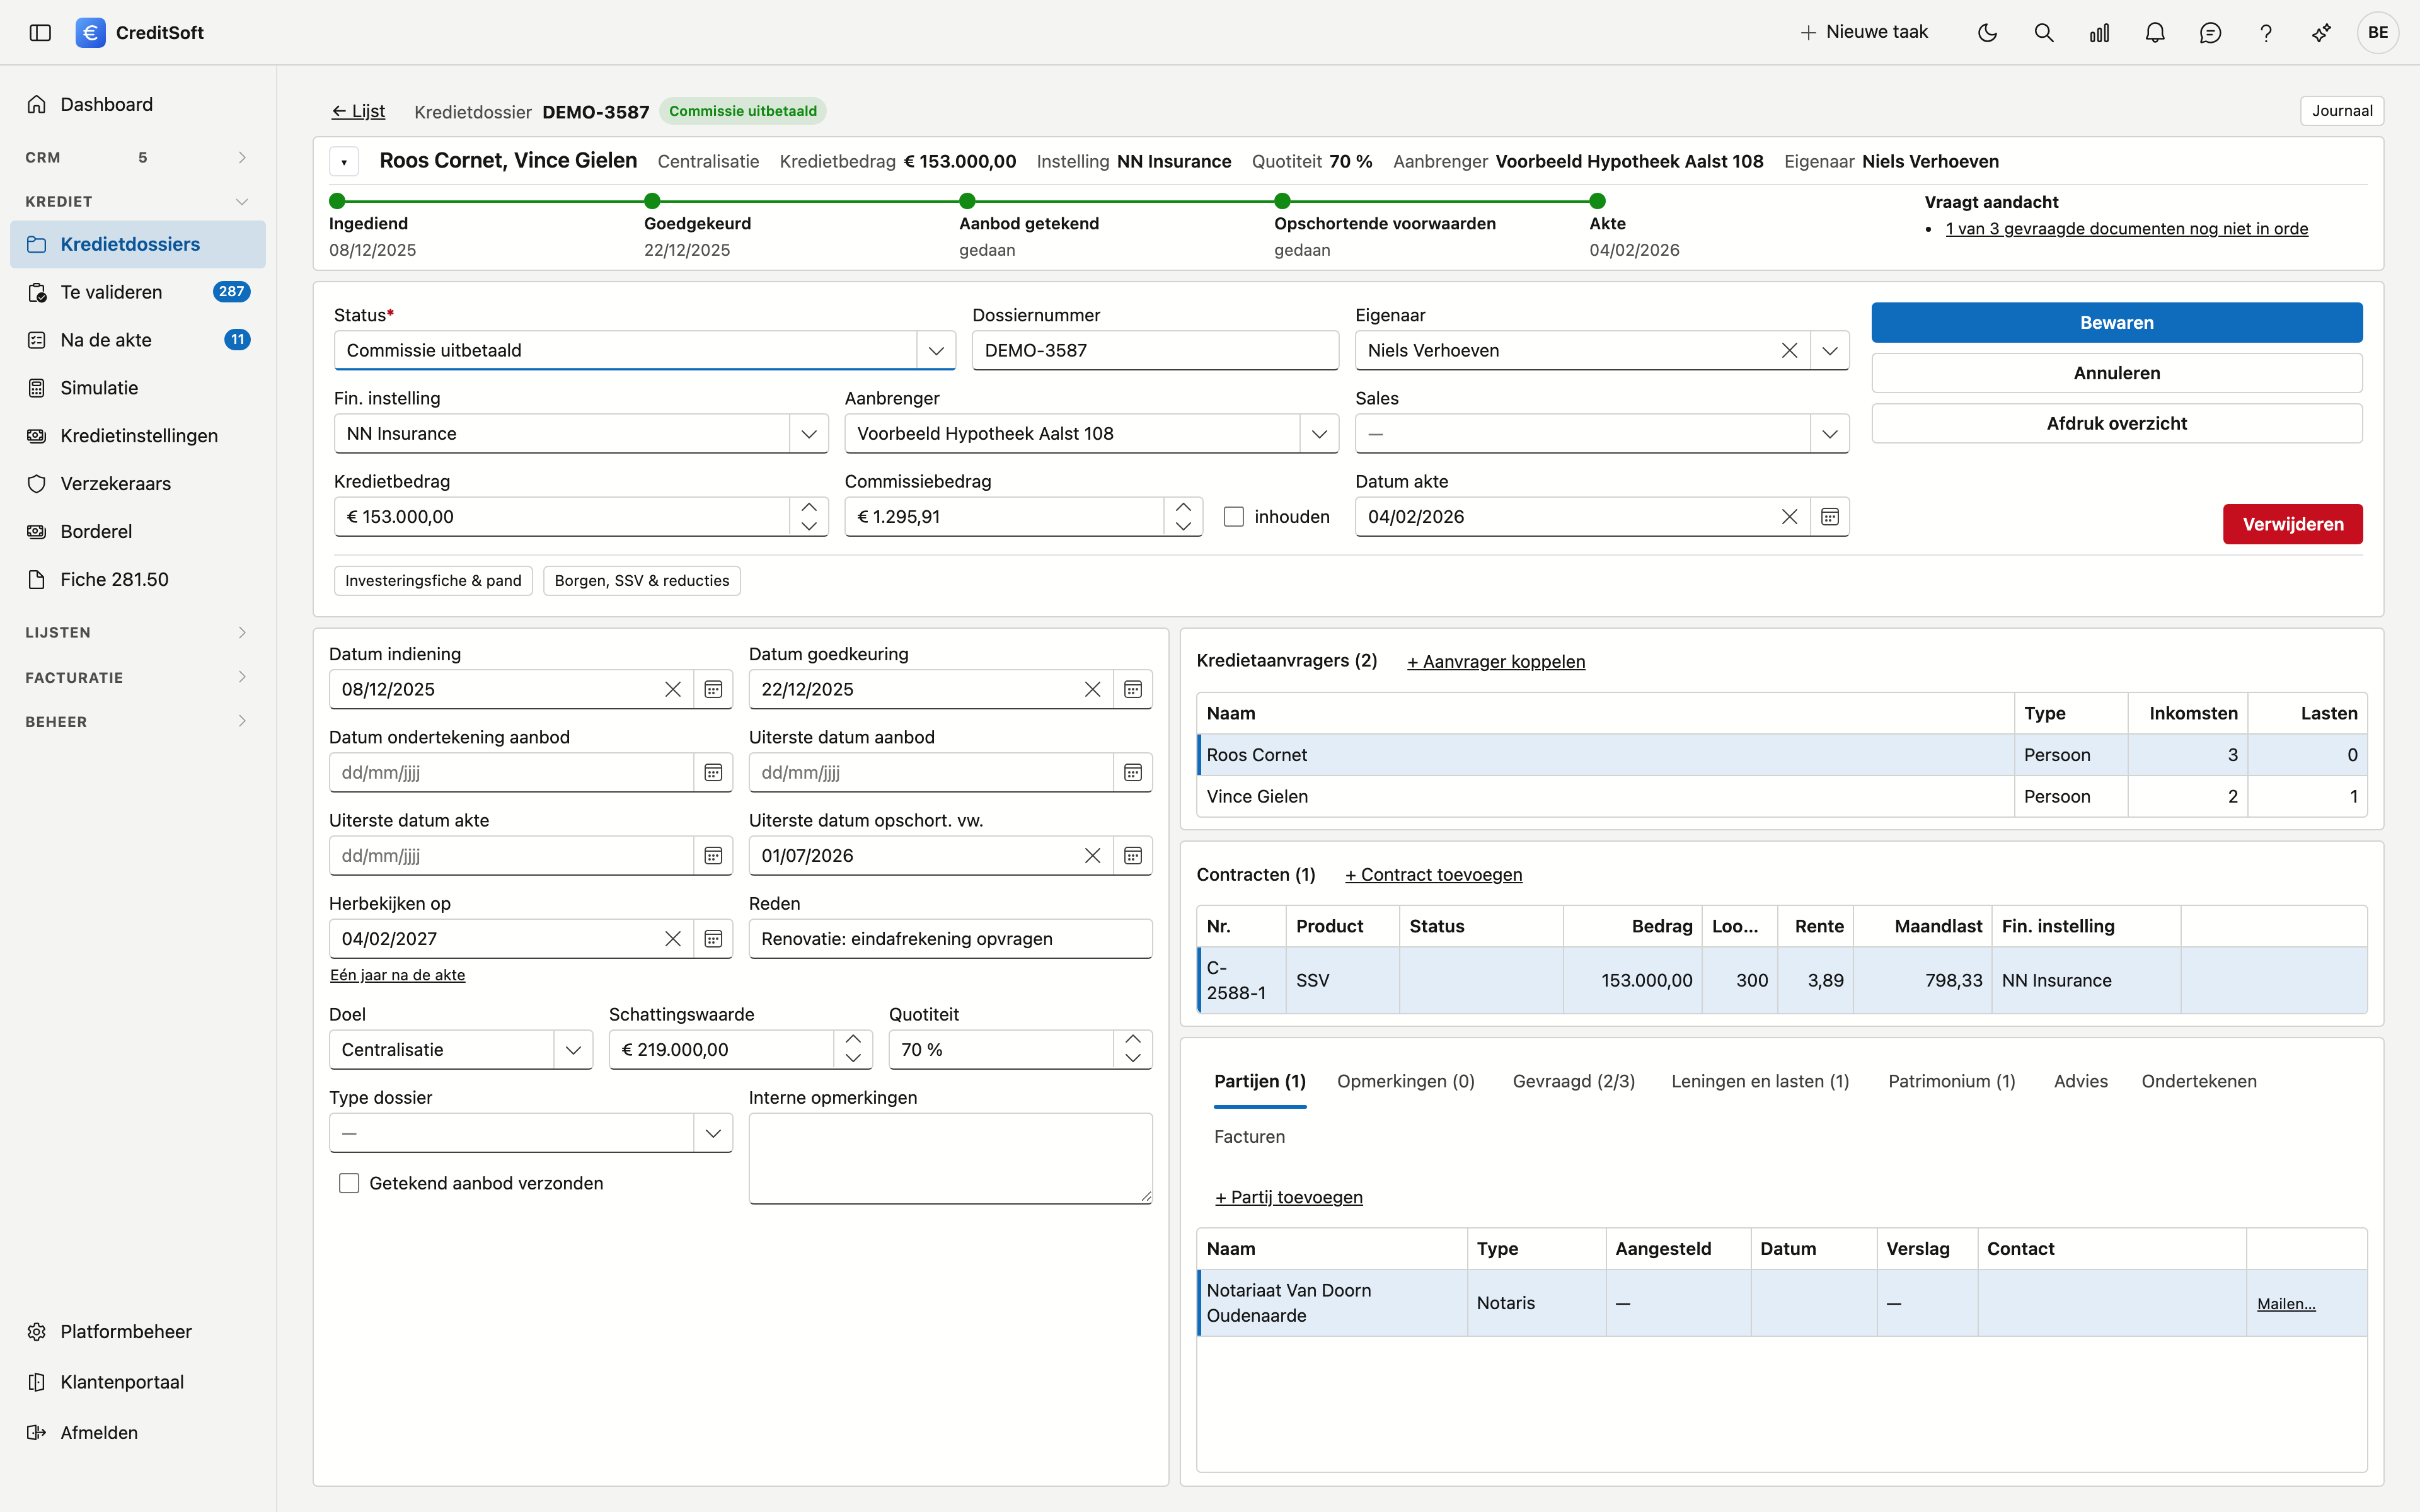 € CreditSoft
Nieuwe taak
BE
Dashboard
CRM 5
KREDIET
Kredietdossiers
Te valideren 287
Na de akte 11
Simulatie
Kredietinstellingen
Verzekeraars
Borderel
Fiche 281.50
LIJSTEN
FACTURATIE
BEHEER
Platformbeheer
Klantenportaal
Afmelden
← Lijst Kredietdossier DEMO-3587 Commissie uitbetaald Journaal
Roos Cornet, Vince Gielen Centralisatie Kredietbedrag € 153.000,00 Instelling NN Insurance Quotiteit 70 % Aanbrenger Voorbeeld Hypotheek Aalst 108 Eigenaar Niels Verhoeven
Ingediend Goedgekeurd Aanbod getekend Opschortende voorwaarden Akte
08/12/2025 22/12/2025 gedaan gedaan 04/02/2026
Vraagt aandacht
• 1 van 3 gevraagde documenten nog niet in orde
Status* Dossiernummer Eigenaar
Commissie uitbetaald DEMO-3587 Niels Verhoeven
Fin. instelling Aanbrenger Sales
NN Insurance Voorbeeld Hypotheek Aalst 108 —
Kredietbedrag Commissiebedrag Datum akte
€ 153.000,00 € 1.295,91 inhouden 04/02/2026
Bewaren
Annuleren
Afdruk overzicht
Verwijderen
Investeringsfiche & pand Borgen, SSV & reducties
Datum indiening Datum goedkeuring
08/12/2025 22/12/2025
Datum ondertekening aanbod Uiterste datum aanbod
dd/mm/jjjj dd/mm/jjjj
Uiterste datum akte Uiterste datum opschort. vw.
dd/mm/jjjj 01/07/2026
Herbekijken op Reden
04/02/2027 Renovatie: eindafrekening opvragen
Eén jaar na de akte
Doel Schattingswaarde Quotiteit
Centralisatie € 219.000,00 70 %
Type dossier Interne opmerkingen
—
Getekend aanbod verzonden
Kredietaanvragers (2) + Aanvrager koppelen
Naam Type Inkomsten Lasten
Roos Cornet Persoon 3 0
Vince Gielen Persoon 2 1
Contracten (1) + Contract toevoegen
Nr. Product Status Bedrag Loo... Rente Maandlast Fin. instelling
C-2588-1 SSV 153.000,00 300 3,89 798,33 NN Insurance
Partijen (1) Opmerkingen (0) Gevraagd (2/3) Leningen en lasten (1) Patrimonium (1) Advies Ondertekenen
Facturen
+ Partij toevoegen
Naam Type Aangesteld Datum Verslag Contact
Notariaat Van Doorn Oudenaarde Notaris — — Mailen...